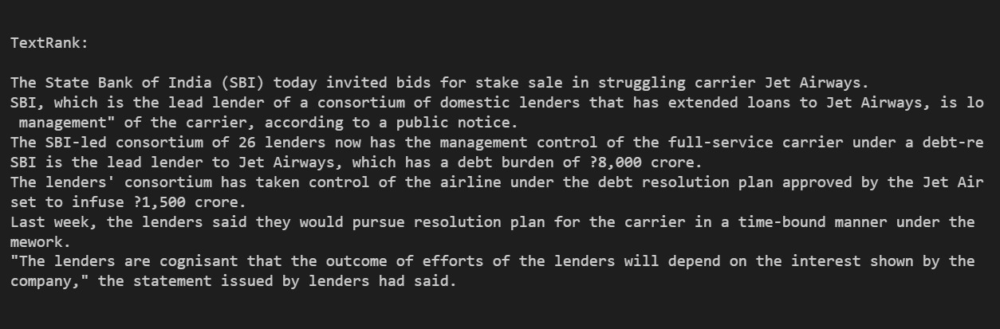 TextRank:
The State Bank of India (SBI) today invited bids for stake sale in struggling carrier Jet Airways.
SBI, which is the lead lender of a consortium of domestic lenders that has extended loans to Jet Airways, is lo
management" of the carrier, according to a public notice.
The SBI-led consortium of 26 lenders now has the management control of the full-service carrier under a debt-re
SBI is the lead lender to Jet Airways, which has a debt burden of ?8,000 crore.
The lenders' consortium has taken control of the airline under the debt resolution plan approved by the Jet Air
set to infuse ?1,500 crore.
Last week, the lenders said they would pursue resolution plan for the carrier in a time-bound manner under the
mework.
"The lenders are cognisant that the outcome of efforts of the lenders will depend on the interest shown by the
company," the statement issued by lenders had said.